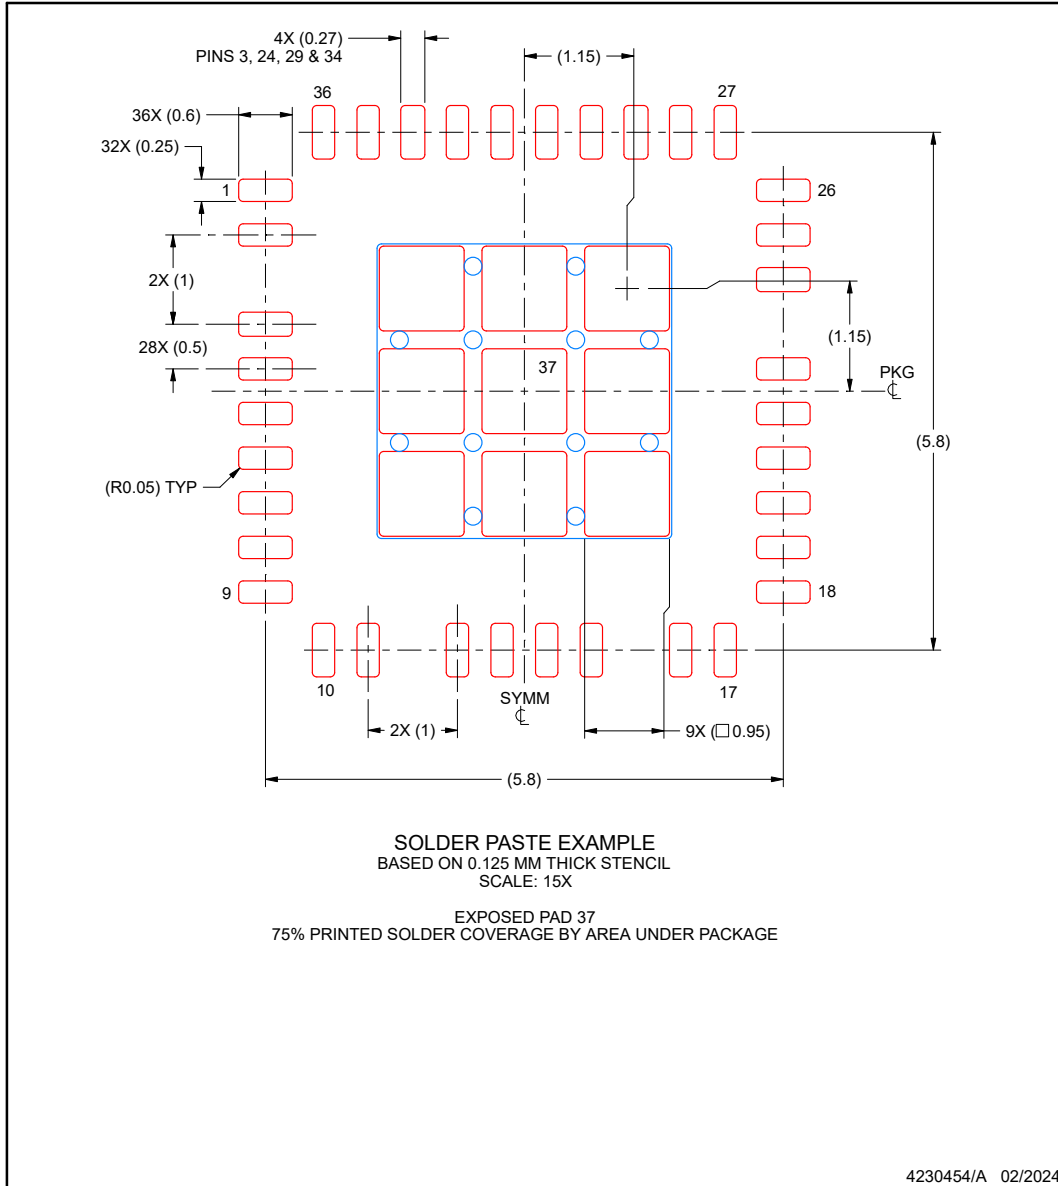 4X (0.27)
PINS 3, 24, 29 & 34
(1.15)
36
27
36X (0.6)
32X (0.25)
1
26
2X (1)
28X (0.5)
(1.15)
37
PKG
(5.8)
(R0.05) TYP
9
18
10
17
SYMM
2X (1)
9X (□ 0.95)
(5.8)
SOLDER PASTE EXAMPLE
BASED ON 0.125 MM THICK STENCIL
SCALE: 15X
EXPOSED PAD 37
75% PRINTED SOLDER COVERAGE BY AREA UNDER PACKAGE
4230454/A 02/2024